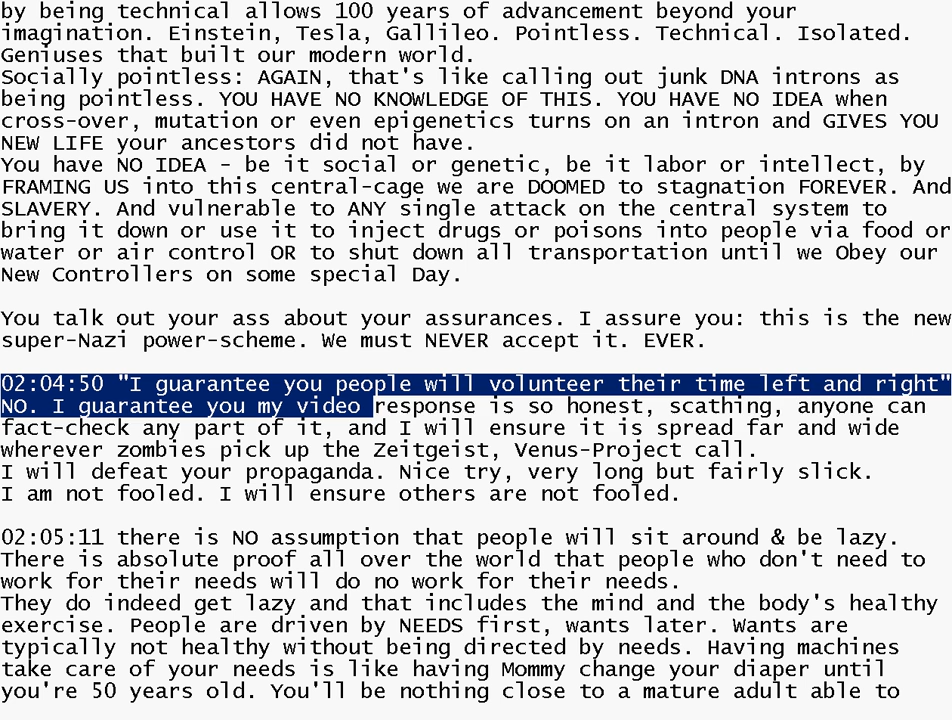 by being technical allows 100 years of advancement beyond your
imagination. Einstein, Tesla, Gallileo. Pointless. Technical. Isolated.
Geniuses that built our modern world.
Socially pointless: AGAIN, that's like calling out junk DNA introns as
being pointless. YOU HAVE NO KNOWLEDGE OF THIS. YOU HAVE NO IDEA when
cross-over, mutation or even epigenetics turns on an intron and GIVES YOU
NEW LIFE your ancestors did not have.
You have NO IDEA - be it social or genetic, be it labor or intellect, by
FRAMING US into this central-cage we are DOOMED to stagnation FOREVER. And
SLAVERY. And vulnerable to ANY single attack on the central system to
bring it down or use it to inject drugs or poisons into people via food or
water or air control OR to shut down all transportation until we Obey our
New Controllers on some special Day.

You talk out your ass about your assurances. I assure you: this is the new
super-Nazi power-scheme. We must NEVER accept it. EVER.

02:04:50 "I guarantee you people will volunteer their time left and right"
NO. I guarantee you my video response is so honest, scathing, anyone can
fact-check any part of it, and I will ensure it is spread far and wide
wherever zombies pick up the Zeitgeist, Venus-Project call.
I will defeat your propaganda. Nice try, very long but fairly slick.
I am not fooled. I will ensure others are not fooled.

02:05:11 there is NO assumption that people will sit around & be lazy.
There is absolute proof all over the world that people who don't need to
work for their needs will do no work for their needs.
They do indeed get lazy and that includes the mind and the body's healthy
exercise. People are driven by NEEDS first, wants later. Wants are
typically not healthy without being directed by needs. Having machines
take care of your needs is like having Mommy change your diaper until
you're 50 years old. You'll be nothing close to a mature adult able to